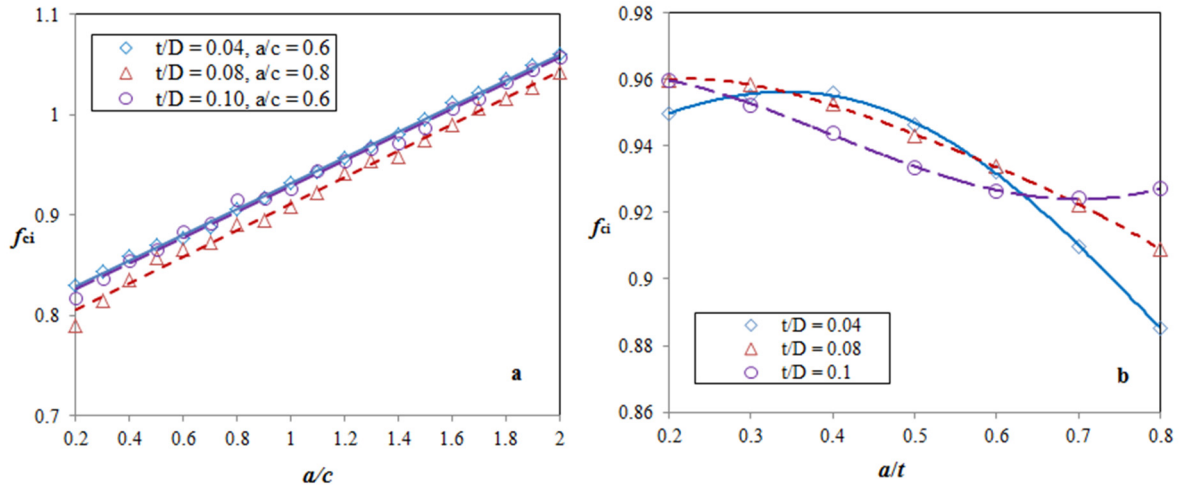 1.1
1
0.9
0.8
0.7
fci
t/D = 0.04, a/c = 0.6
t/D = 0.08, a/c = 0.8
t/D = 0.10, a/c = 0.6
a
0.2 0.4 0.6 0.8 1 1.2 1.4 1.6 1.8 2
a/c
0.98
0.96
0.94
0.92
0.9
0.88
0.86
fci
t/D = 0.04
t/D = 0.08
t/D = 0.1
b
0.2 0.3 0.4 0.5 0.6 0.7 0.8
a/t